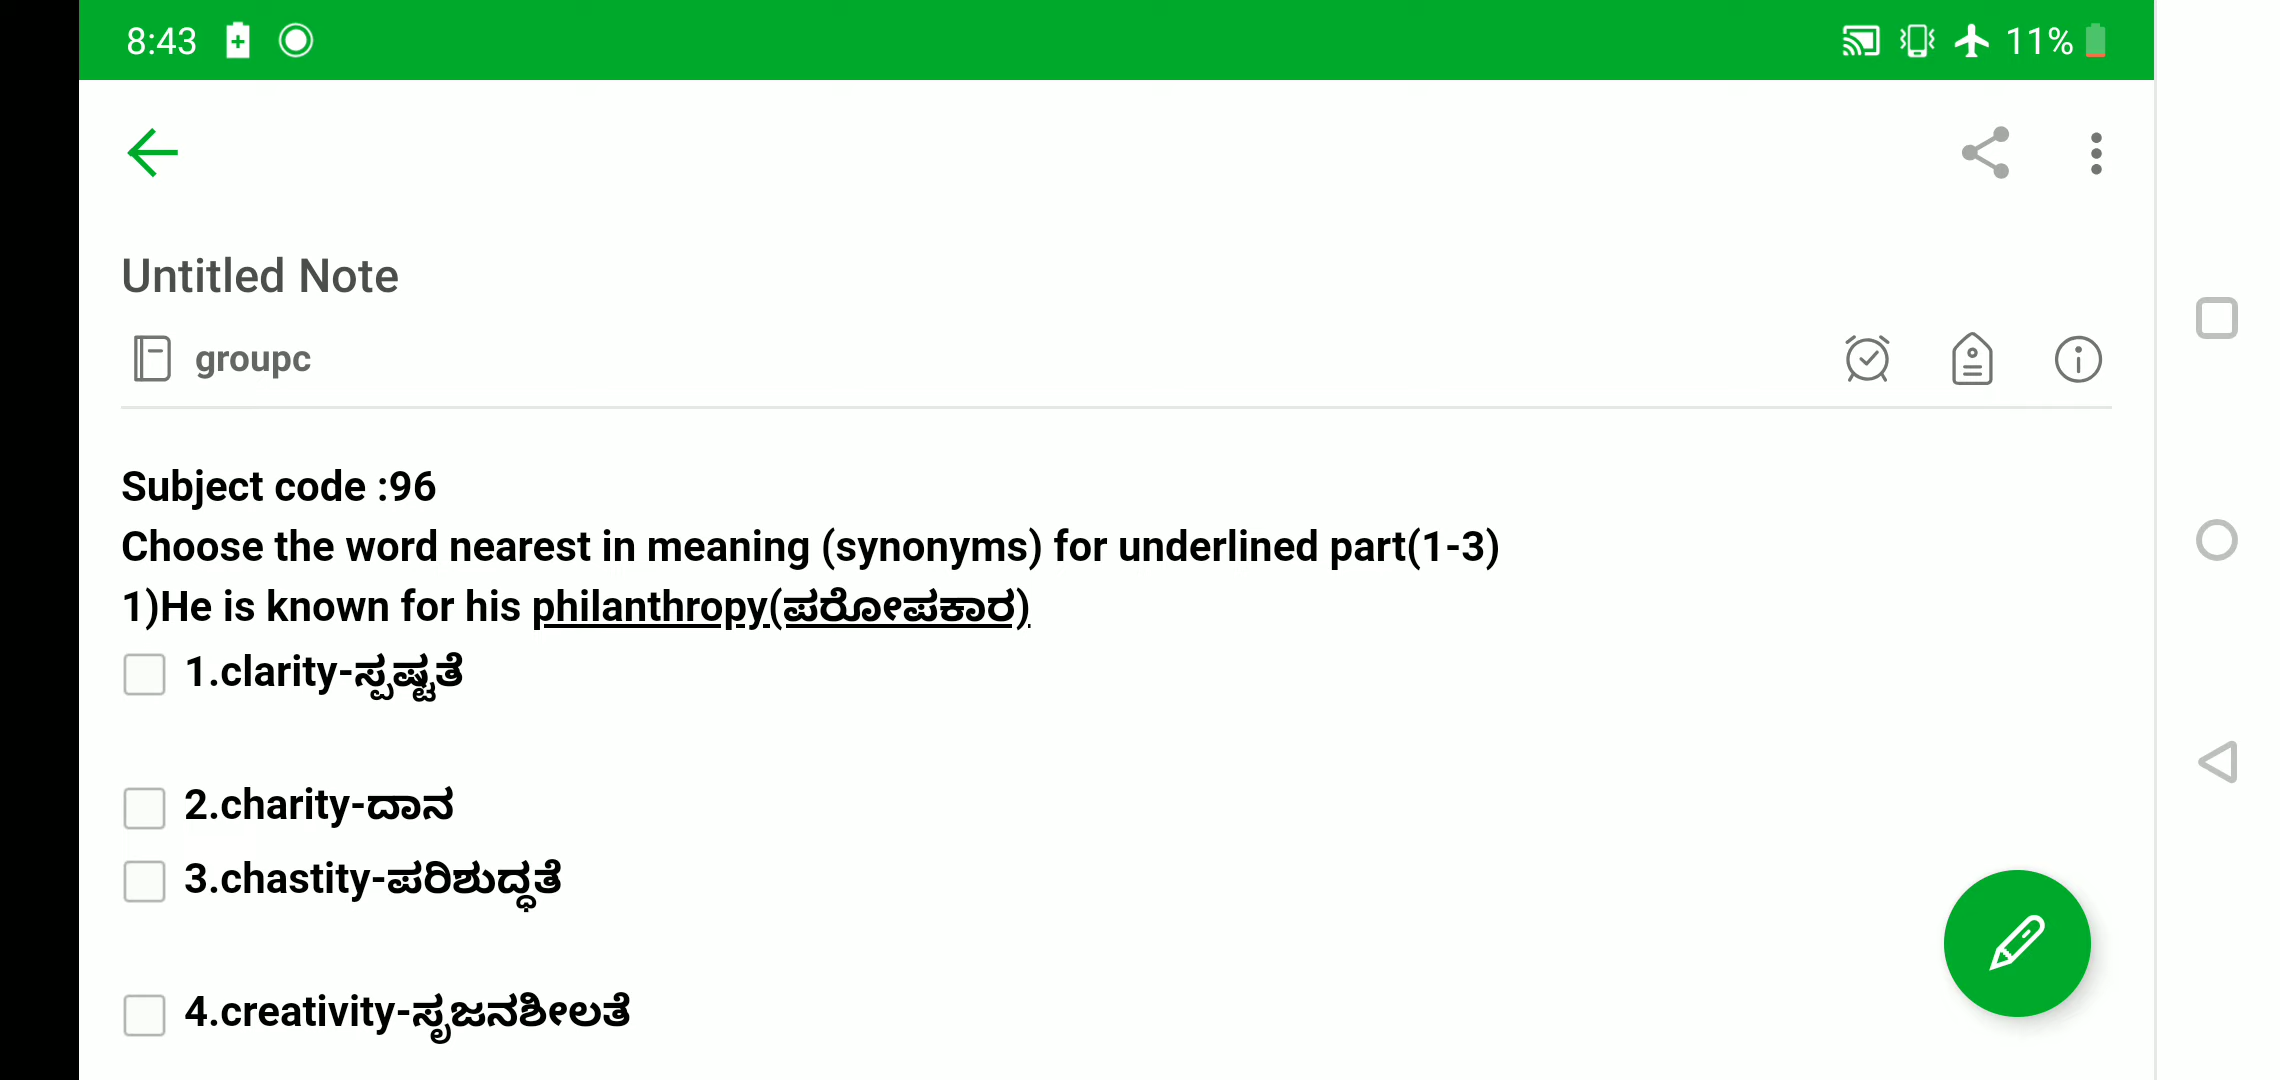 8:43
11%
Untitled Note
groupc
Subject code :96
Choose the word nearest in meaning (synonyms) for underlined part(1-3)
1)He is known for his philanthropy(ಪರೋಪಕಾರ)
1.clarity-ಸ್ಪಷ್ಟತೆ
2.charity-ದಾನ
3.chastity-ಪರಿಶುದ್ಧತೆ
4.creativity-ಸೃಜನಶೀಲತೆ